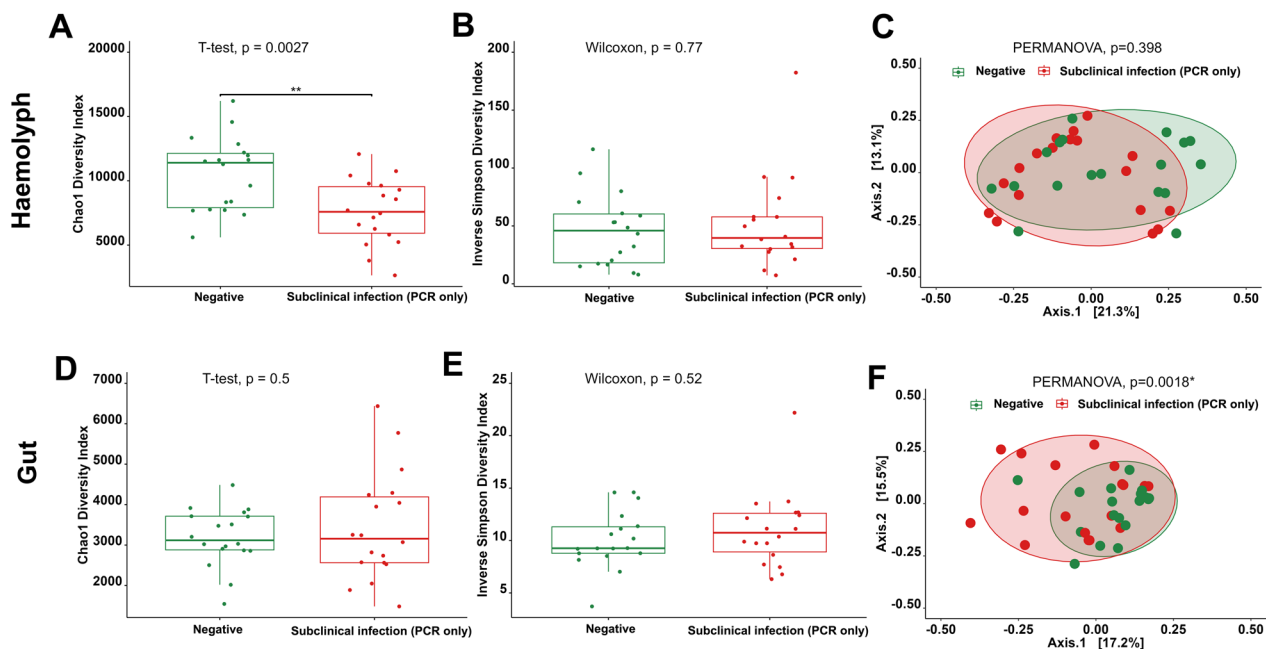 Haemolyph
A
T-test, p = 0.0027
**
Chao1 Diversity Index
20000
15000
10000
5000
Negative
Subclinical infection (PCR only)
B
Wilcoxon, p = 0.77
Inverse Simpson Diversity Index
200
150
100
50
0
Negative
Subclinical infection (PCR only)
C
PERMANOVA, p=0.398
Negative Subclinical infection (PCR only)
Axis.2 [13.1%]
0.50
0.25
0.00
-0.25
-0.50
-0.50 -0.25 0.00 0.25 0.50
Axis.1 [21.3%]
Gut
D
T-test, p = 0.5
Chao1 Diversity Index
7000
6000
5000
4000
3000
2000
Negative
Subclinical infection (PCR only)
E
Wilcoxon, p = 0.52
Inverse Simpson Diversity Index
25
20
15
10
5
Negative
Subclinical infection (PCR only)
F
PERMANOVA, p=0.0018*
Negative Subclinical infection (PCR only)
Axis.2 [15.5%]
0.50
0.25
0.00
-0.25
-0.50
-0.50 -0.25 0.00 0.25 0.50
Axis.1 [17.2%]